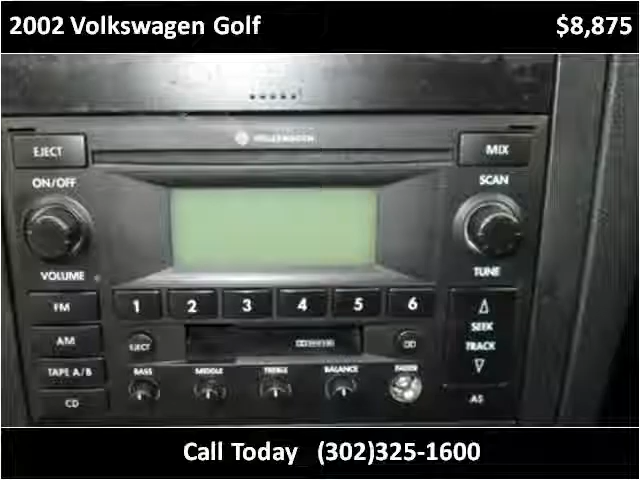 2002 Volkswagen Golf $8,875
VOLKSWAGEN
EJECT MIX
ON/OFF SCAN
VOLUME TUNE
FM 1 2 3 4 5 6
AM SEEK
EJECT TRACK
TAPE A/B BASS MIDDLE TREBLE BALANCE FADER
CD AS
Call Today (302)325-1600